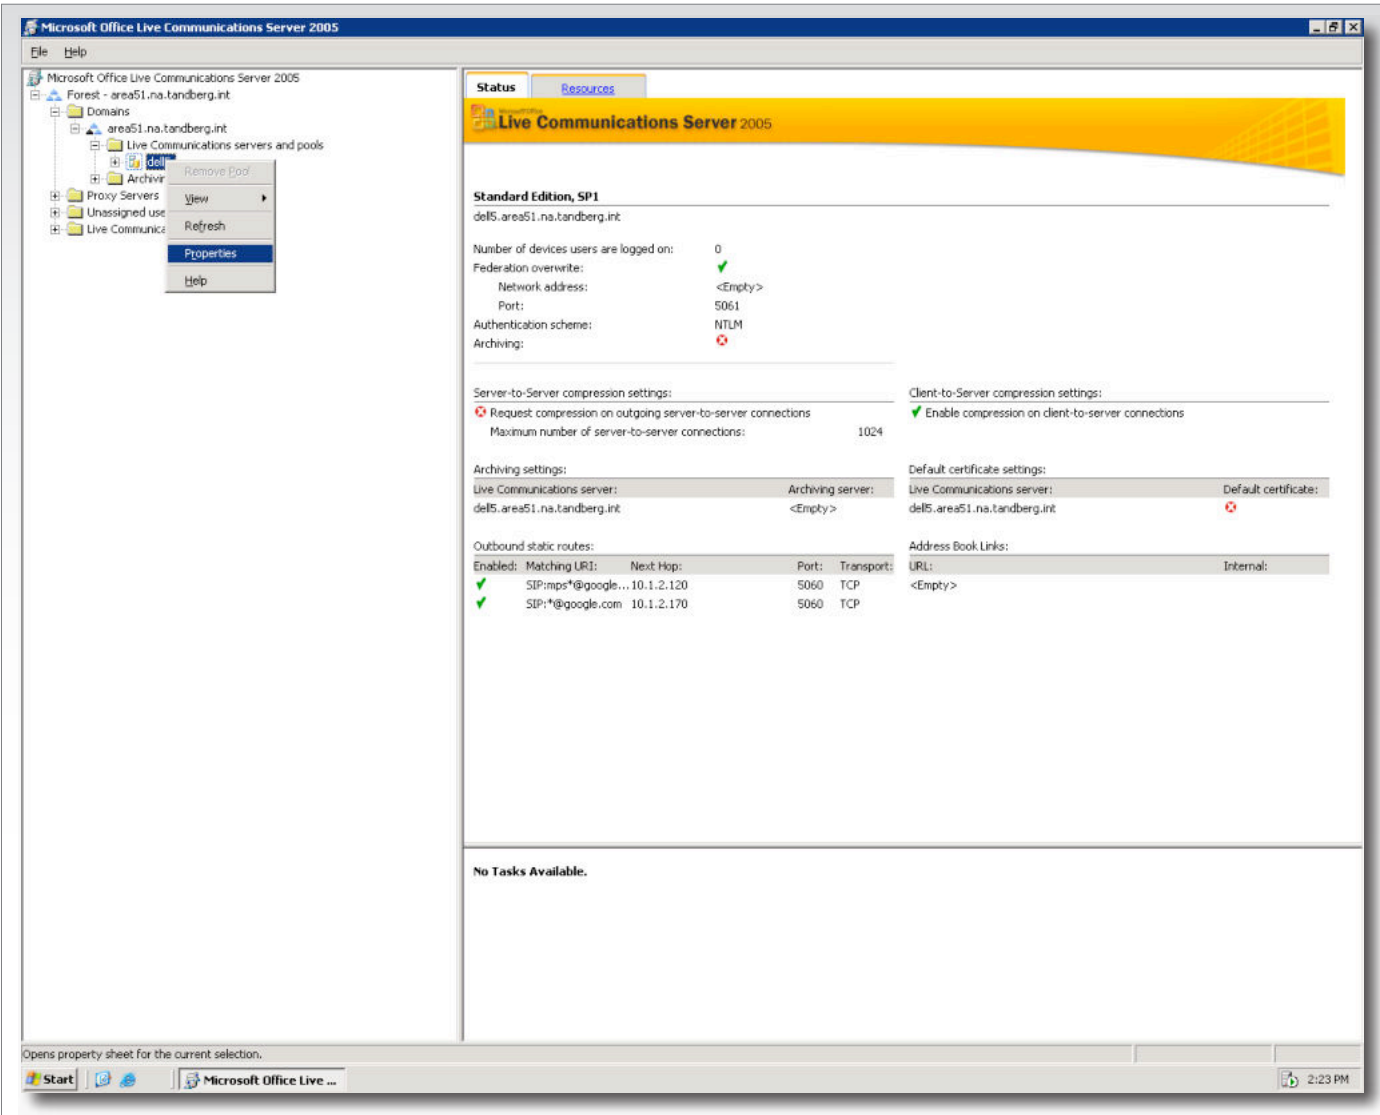 Microsoft Office Live Communications Server 2005
File Help
Microsoft Office Live Communications Server 2005
Forest - area51.na.tandberg.int
Domains
area51.na.tandberg.int
Live Communications servers and pools
dell5
Archivir
Proxy Servers
Unassigned use
Live Communica
Remove Pool
View
Refresh
Properties
Help
Status Resources
Microsoft Office
Live Communications Server 2005
Standard Edition, SP1
dell5.area51.na.tandberg.int
Number of devices users are logged on: 0
Federation overwrite:
Network address: <Empty>
Port: 5061
Authentication scheme: NTLM
Archiving:
Server-to-Server compression settings:
Request compression on outgoing server-to-server connections
Maximum number of server-to-server connections: 1024
Client-to-Server compression settings:
Enable compression on client-to-server connections
Archiving settings:
Live Communications server: Archiving server:
dell5.area51.na.tandberg.int <Empty>
Default certificate settings:
Live Communications server: Default certificate:
dell5.area51.na.tandberg.int
Outbound static routes:
Enabled: Matching URI: Next Hop: Port: Transport:
SIP:mps*@google... 10.1.2.120 5060 TCP
SIP:*@google.com 10.1.2.170 5060 TCP
Address Book Links:
URL: Internal:
<Empty>
No Tasks Available.
Opens property sheet for the current selection.
Start Microsoft Office Live ... 2:23 PM